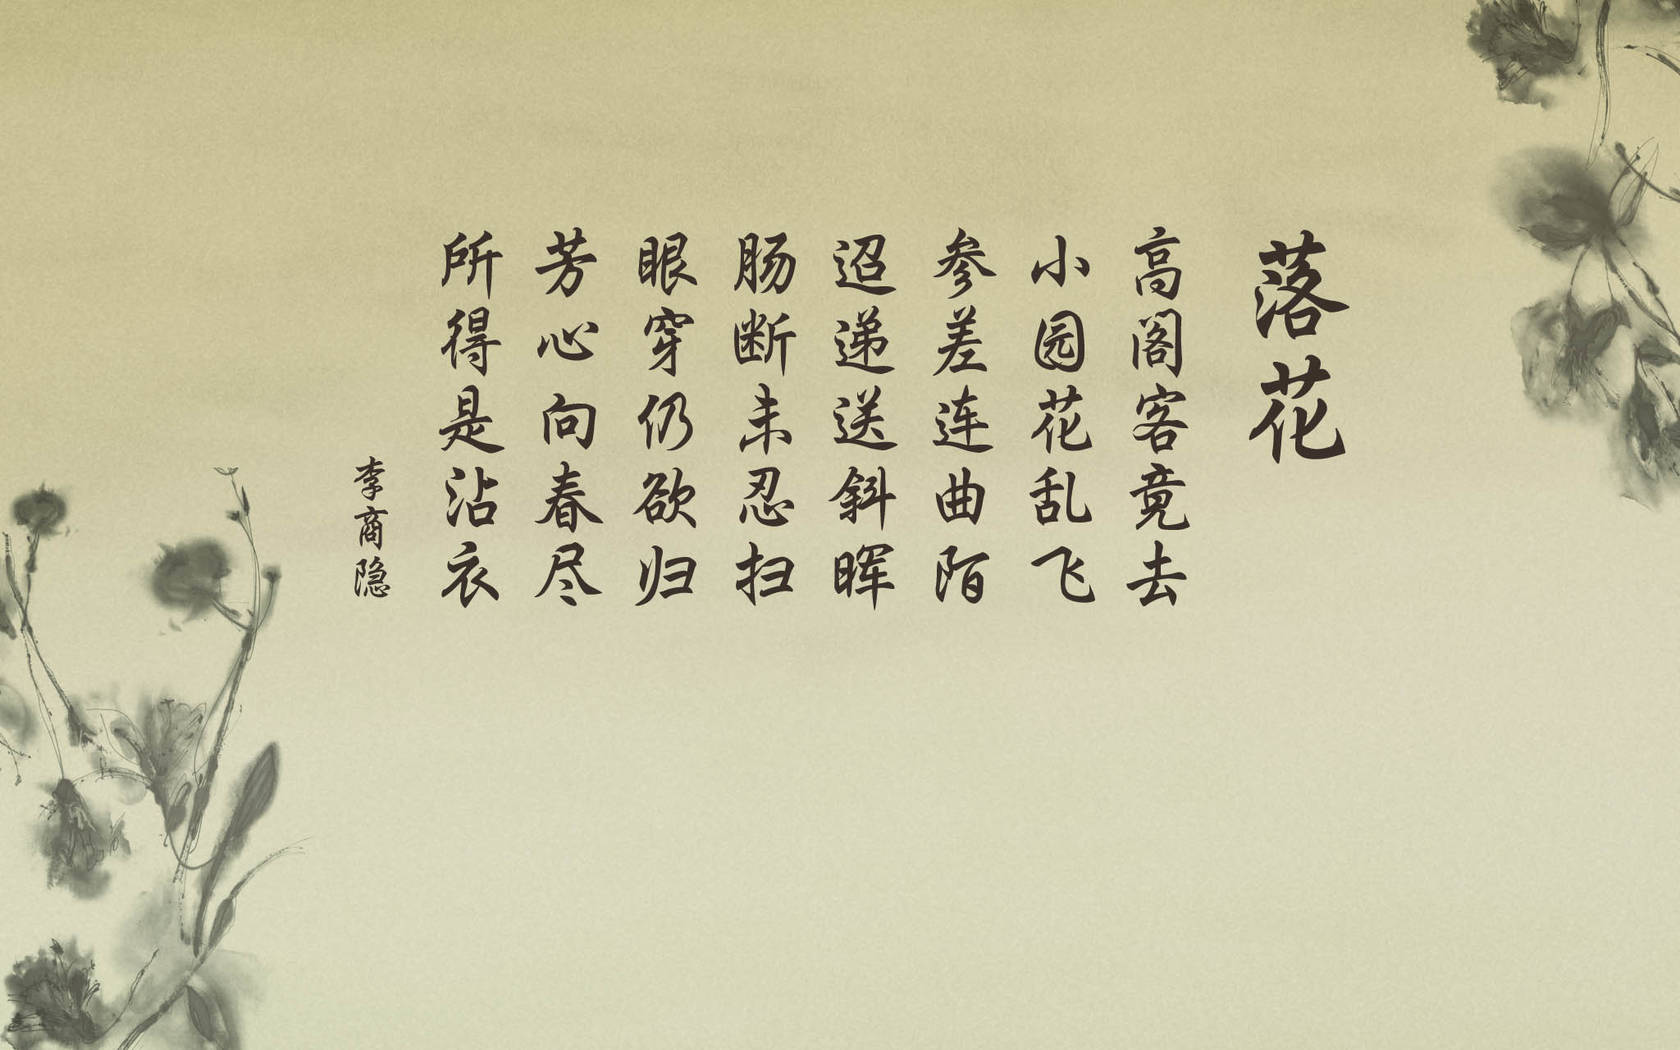 落花
高阁客竟去
小园花乱飞
参差连曲陌
迢递送斜晖
肠断未忍扫
眼穿仍欲归
芳心向春尽
所得是沾衣
李商隐